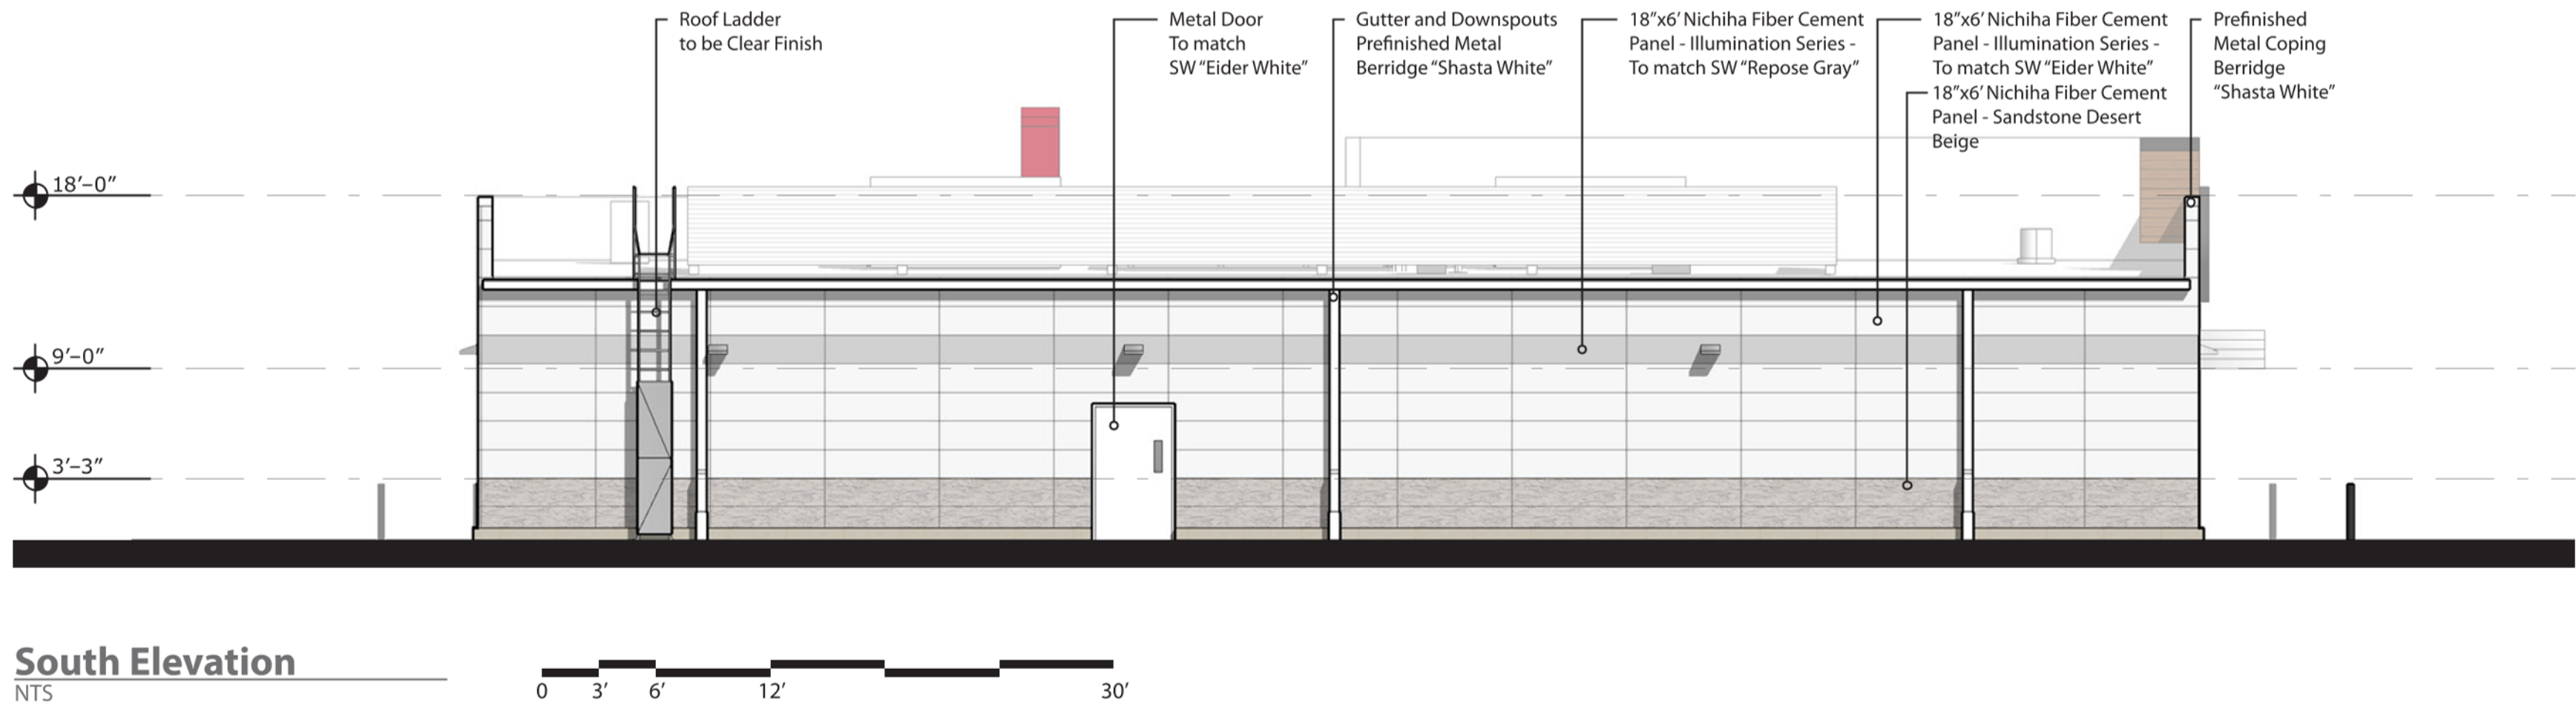 Roof Ladder
to be Clear Finish
Metal Door
To match
SW “Eider White”
Gutter and Downspouts
Prefinished Metal
Berridge “Shasta White”
18”x6’ Nichiha Fiber Cement
Panel - Illumination Series -
To match SW “Repose Gray”
18”x6’ Nichiha Fiber Cement
Panel - Illumination Series -
To match SW “Eider White”
18”x6’ Nichiha Fiber Cement
Panel - Sandstone Desert
Beige
Prefinished
Metal Coping
Berridge
“Shasta White”
18’–0”
9’–0”
3’–3”
South Elevation
NTS
0 3’ 6’ 12’ 30’